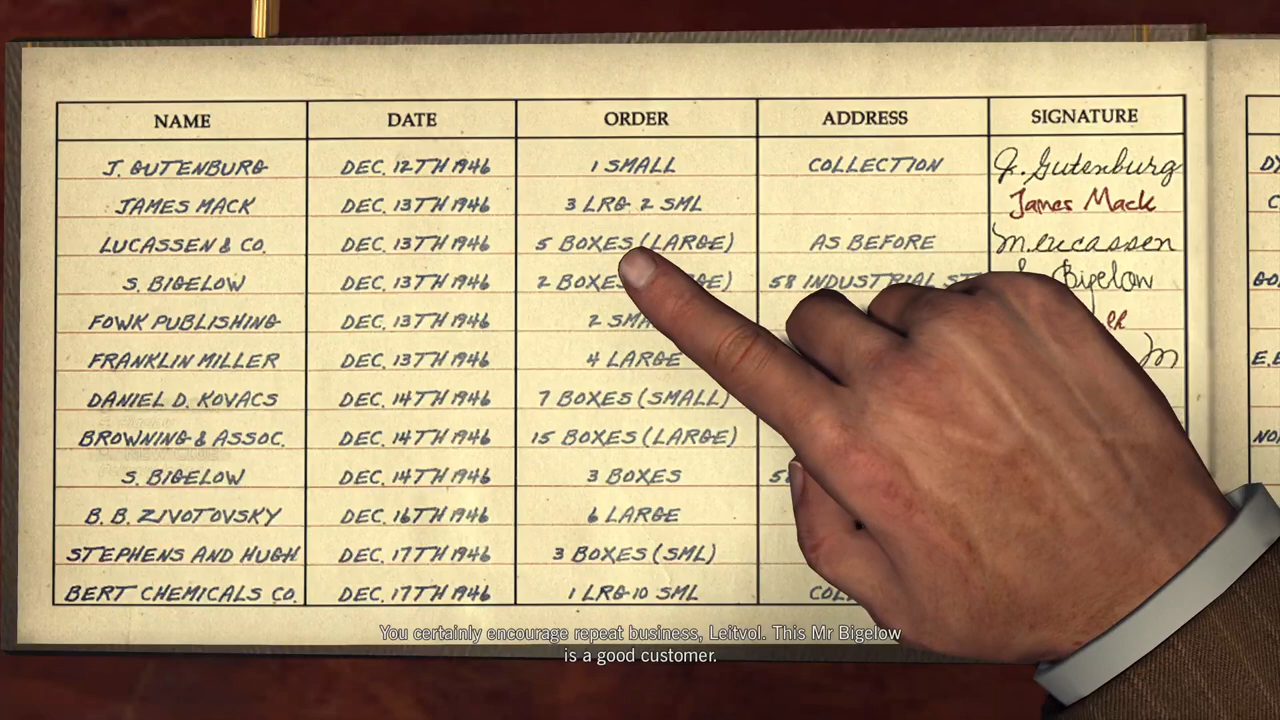 NAME DATE ORDER ADDRESS SIGNATURE
J. GUTENBURG DEC. 12TH 1946 1 SMALL COLLECTION J. Gutenburg
JAMES MACK DEC. 13TH 1946 3 LRG 2 SML James Mack
LUCASSEN & CO. DEC. 13TH 1946 5 BOXES (LARGE) AS BEFORE
S. BIGELOW DEC. 13TH 1946 2 BOXES 58 INDUSTRIAL Bigelow
FOWK PUBLISHING DEC. 13TH 1946 2
FRANKLIN MILLER DEC. 13TH 1946 4 LARGE
DANIEL D. KOVACS DEC. 14TH 1946 7 BOXES (SMALL)
BROWNING & ASSOC. DEC. 14TH 1946 15 BOXES (LARGE)
S. BIGELOW DEC. 14TH 1946 3 BOXES
B. B. ZIVOTOVSKY DEC. 16TH 1946 6 LARGE
STEPHENS AND HUGH DEC. 17TH 1946 3 BOXES (SML)
BERT CHEMICALS CO. DEC. 17TH 1946 1 LRG 10 SML
You certainly encourage repeat business, Leitvol. This Mr Bigelow
is a good customer.